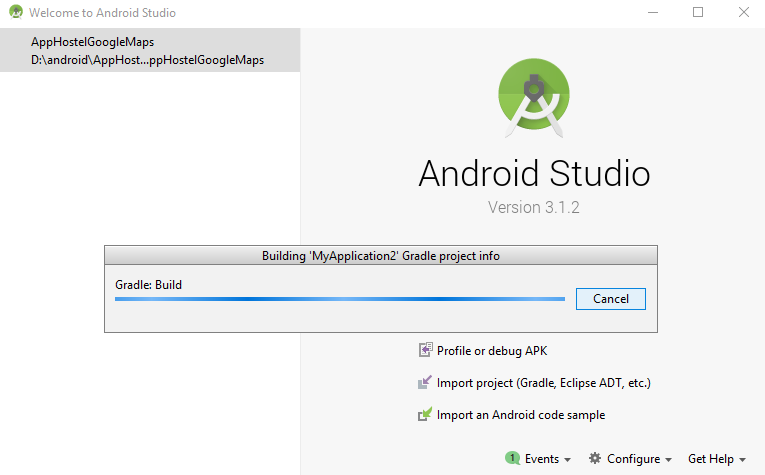 Welcome to Android Studio
AppHostelGoogleMaps
D:\android\AppHost...ppHostelGoogleMaps
Android Studio
Version 3.1.2
Building 'MyApplication2' Gradle project info
Gradle: Build
Cancel
Profile or debug APK
Import project (Gradle, Eclipse ADT, etc.)
Import an Android code sample
1 Events Configure Get Help